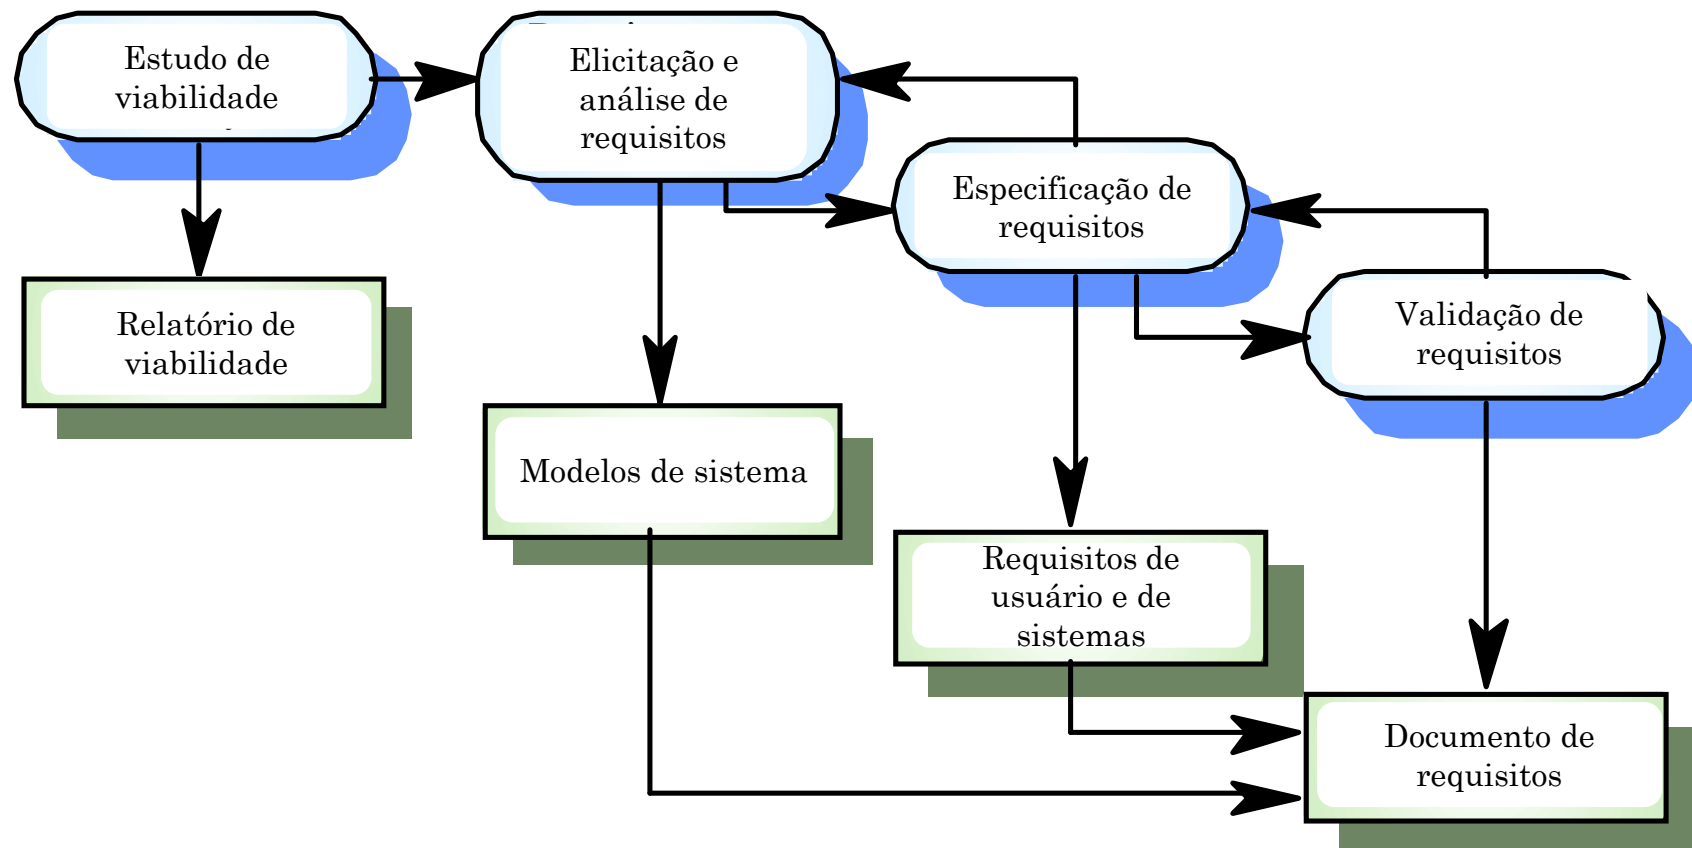 Estudo de
viabilidade
Elicitação e
análise de
requisitos
Especificação de
requisitos
Validação de
requisitos
Relatório de
viabilidade
Modelos de sistema
Requisitos de
usuário e de
sistemas
Documento de
requisitos